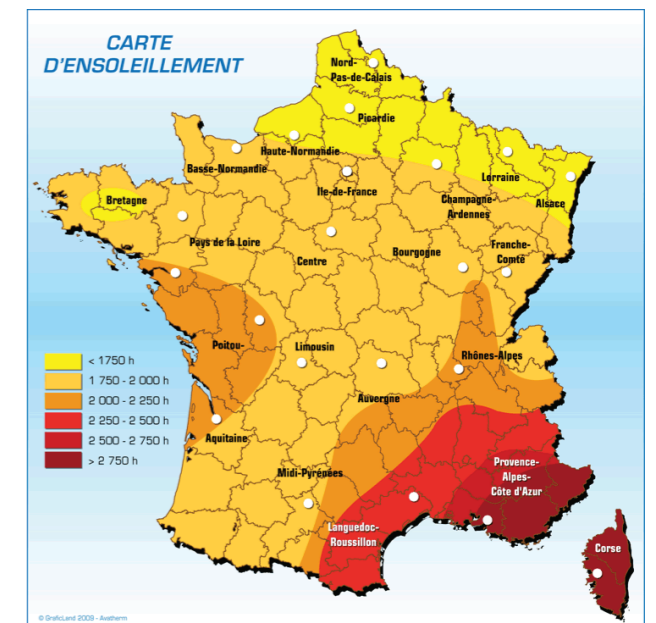 CARTE
D'ENSOLEILLEMENT
Nord-
Pas-de-Calais
Picardie
Haute-Normandie
Basse-Normandie
Lorraine
Ile-de-France
Champagne-
Ardennes
Alsace
Bretagne
Pays de la Loire
Centre
Bourgogne
Franche-
Comté
Poitou-
Limousin
Rhônes-Alpes
Auvergne
Aquitaine
Midi-Pyrénées
Provence-
Alpes-
Côte d'Azur
Languedoc-
Roussillon
Corse
< 1750 h
1 750 - 2 000 h
2 000 - 2 250 h
2 250 - 2 500 h
2 500 - 2 750 h
> 2 750 h
© GraficLand 2009 - Avatherm